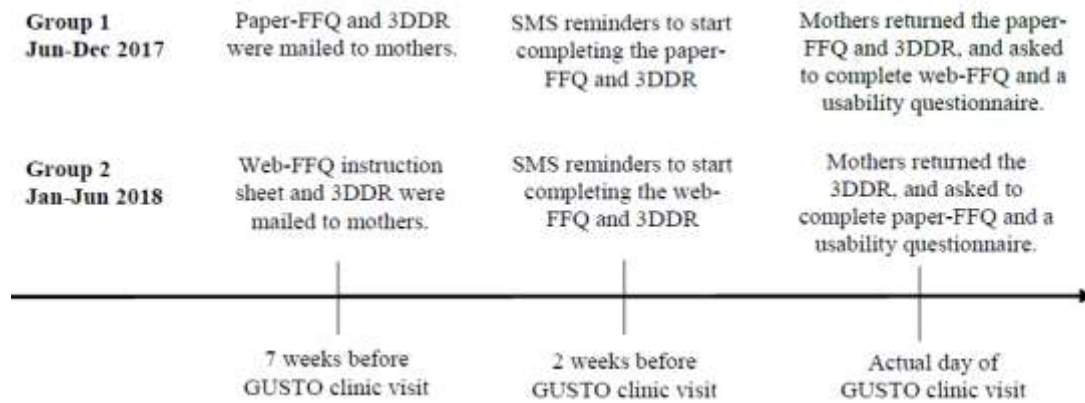 Group 1
Jun-Dec 2017
Paper-FFQ and 3DDR
were mailed to mothers.
SMS reminders to start
completing the paper-
FFQ and 3DDR
Mothers returned the paper-
FFQ and 3DDR, and asked
to complete web-FFQ and a
usability questionnaire.
Group 2
Jan-Jun 2018
Web-FFQ instruction
sheet and 3DDR were
mailed to mothers.
SMS reminders to start
completing the web-
FFQ and 3DDR
Mothers returned the
3DDR, and asked to
complete paper-FFQ and a
usability questionnaire.
7 weeks before
GUSTO clinic visit
2 weeks before
GUSTO clinic visit
Actual day of
GUSTO clinic visit